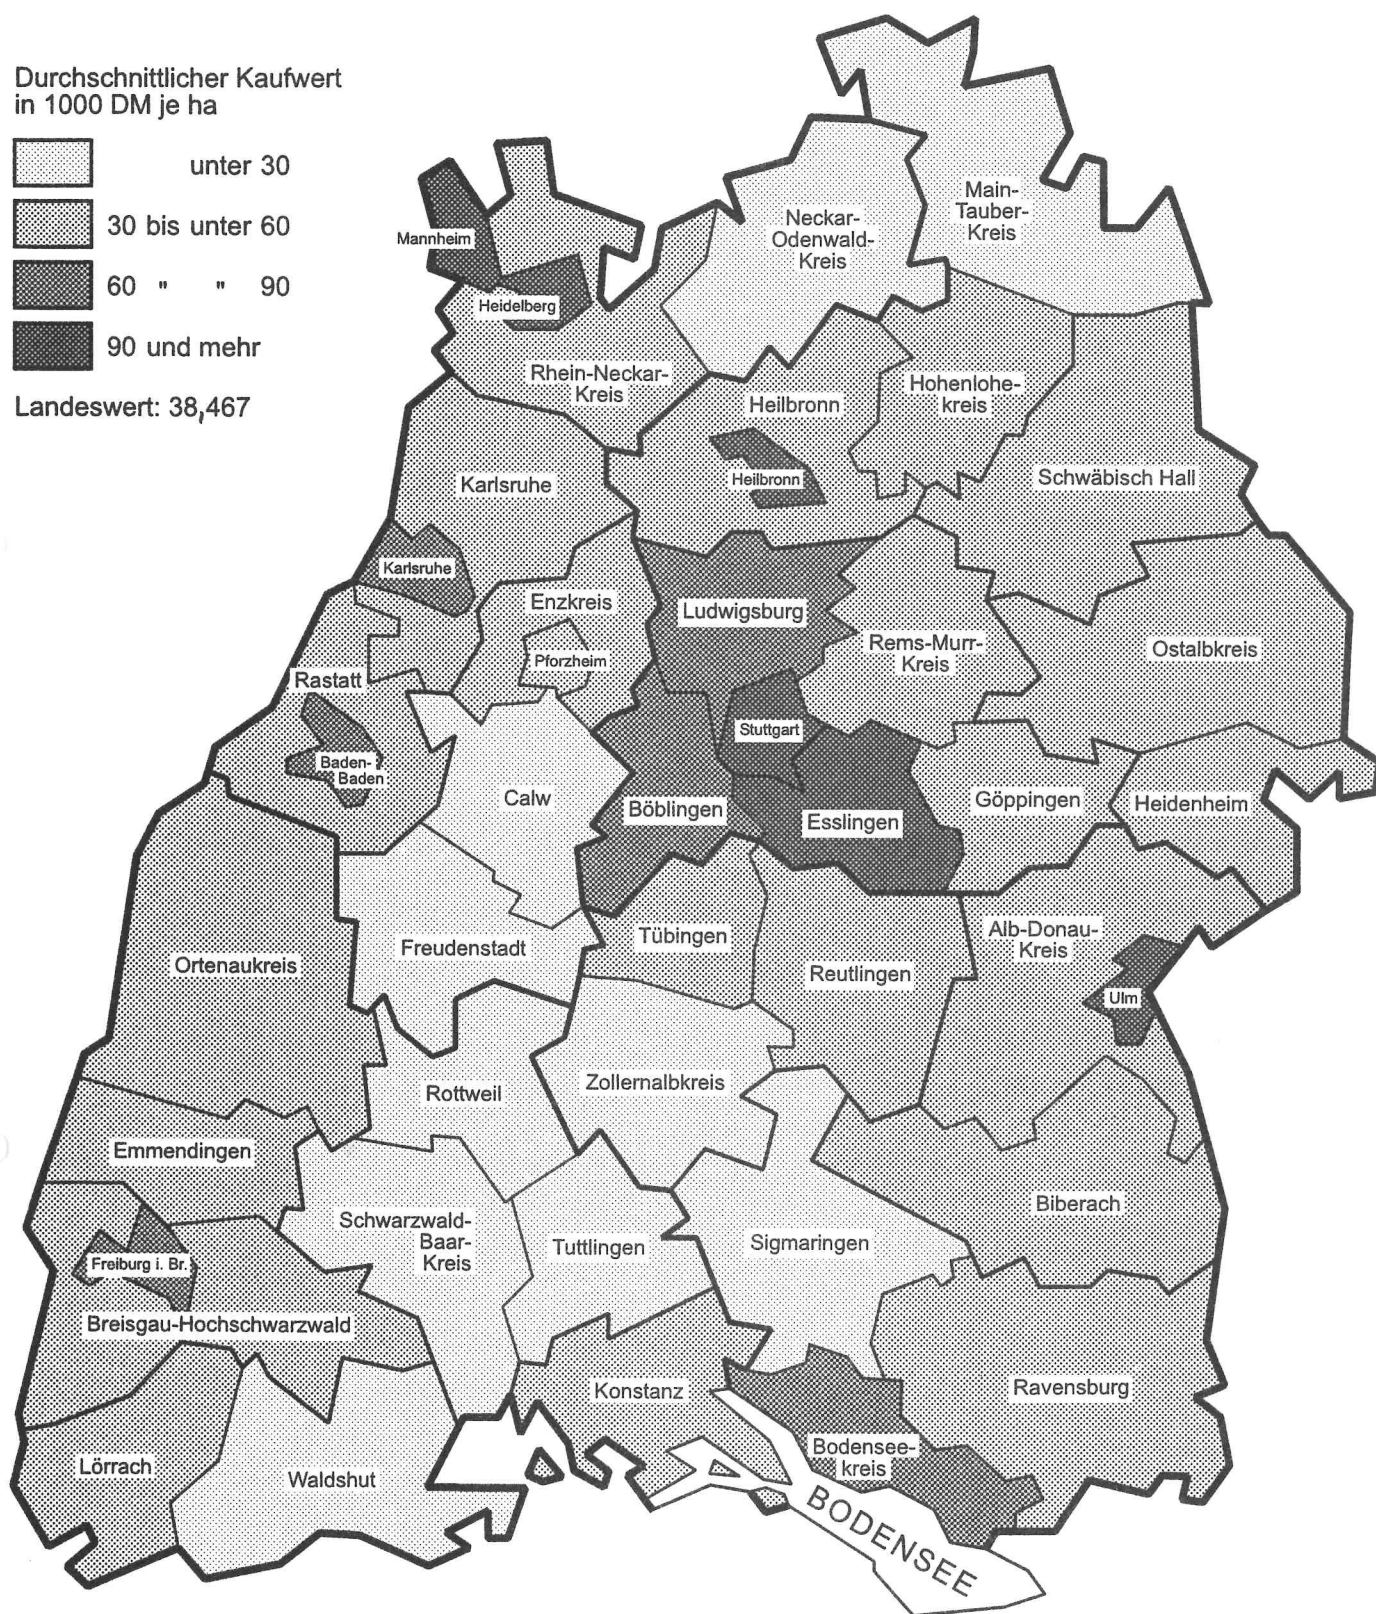 Durchschnittlicher Kaufwert
in 1000 DM je ha
unter 30
30 bis unter 60
60 " " 90
90 und mehr
Landeswert: 38,467
Main-
Tauber-
Kreis
Neckar-
Odenwald-
Kreis
Mannheim
Heidelberg
Rhein-Neckar-
Kreis
Heilbronn
Hohenlohe-
kreis
Heilbronn
Schwäbisch Hall
Karlsruhe
Karlsruhe
Enzkreis
Ludwigsburg
Rems-Murr-
Kreis
Ostalbkreis
Pforzheim
Rastatt
Stuttgart
Baden-
Baden
Calw
Böblingen
Esslingen
Göppingen
Heidenheim
Freudenstadt
Tübingen
Alb-Donau-
Kreis
Ortenaukreis
Reutlingen
Ulm
Rottweil
Zollernalbkreis
Emmendingen
Biberach
Schwarzwald-
Baar-
Kreis
Tuttlingen
Sigmaringen
Freiburg i. Br.
Breisgau-Hochschwarzwald
Konstanz
Ravensburg
Lörrach
Waldshut
Bodensee-
kreis
BODENSEE